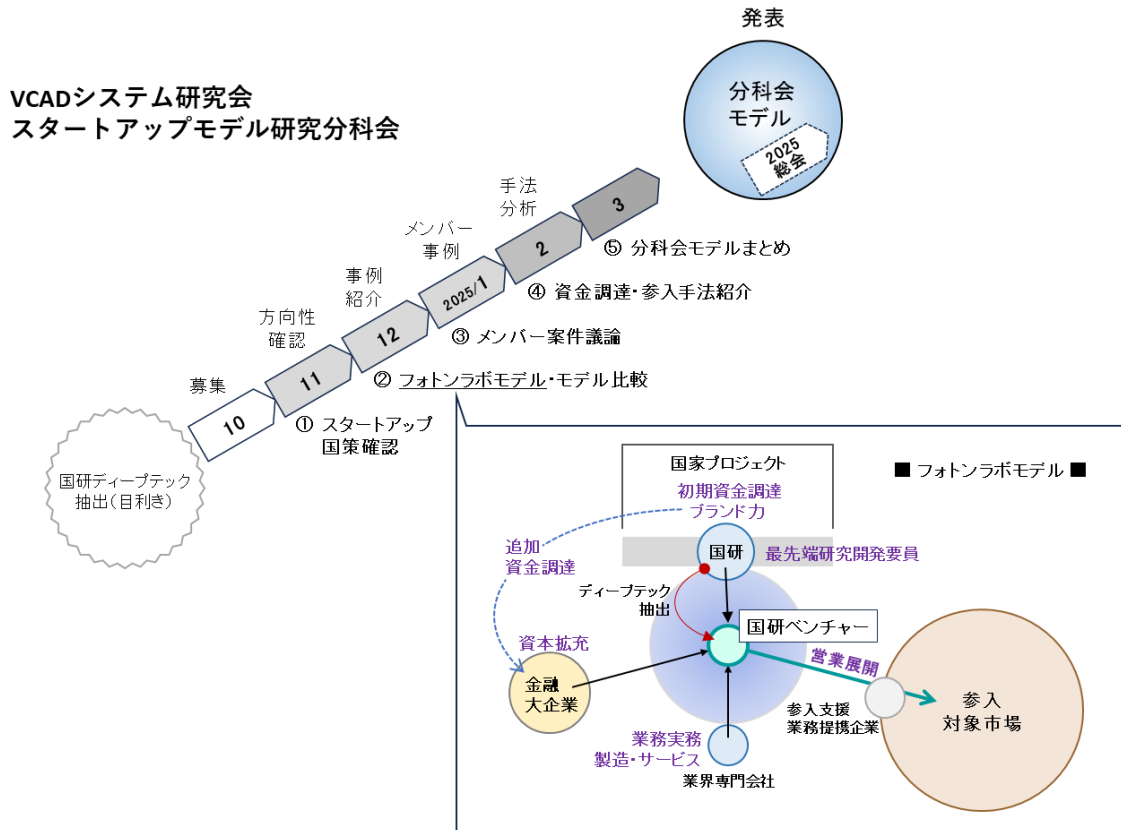 発表
VCADシステム研究会
スタートアップモデル研究分科会
分科会
モデル
2025
総会
手法
分析
3
メンバー
事例
2
⑤ 分科会モデルまとめ
事例
紹介
2025/1
④ 資金調達・参入手法紹介
方向性
確認
12
③ メンバー案件議論
募集
11
② フォトンラボモデル・モデル比較
10
① スタートアップ
国策確認
国研ディープテック
抽出(目利き)
国家プロジェクト
■ フォトンラボモデル ■
初期資金調達
ブランド力
追加
資金調達
国研
最先端研究開発要員
ディープテック
抽出
国研ベンチャー
資本拡充
営業展開
金融
大企業
参入
対象市場
参入支援
業務提携企業
業務実務
製造・サービス
業界専門会社